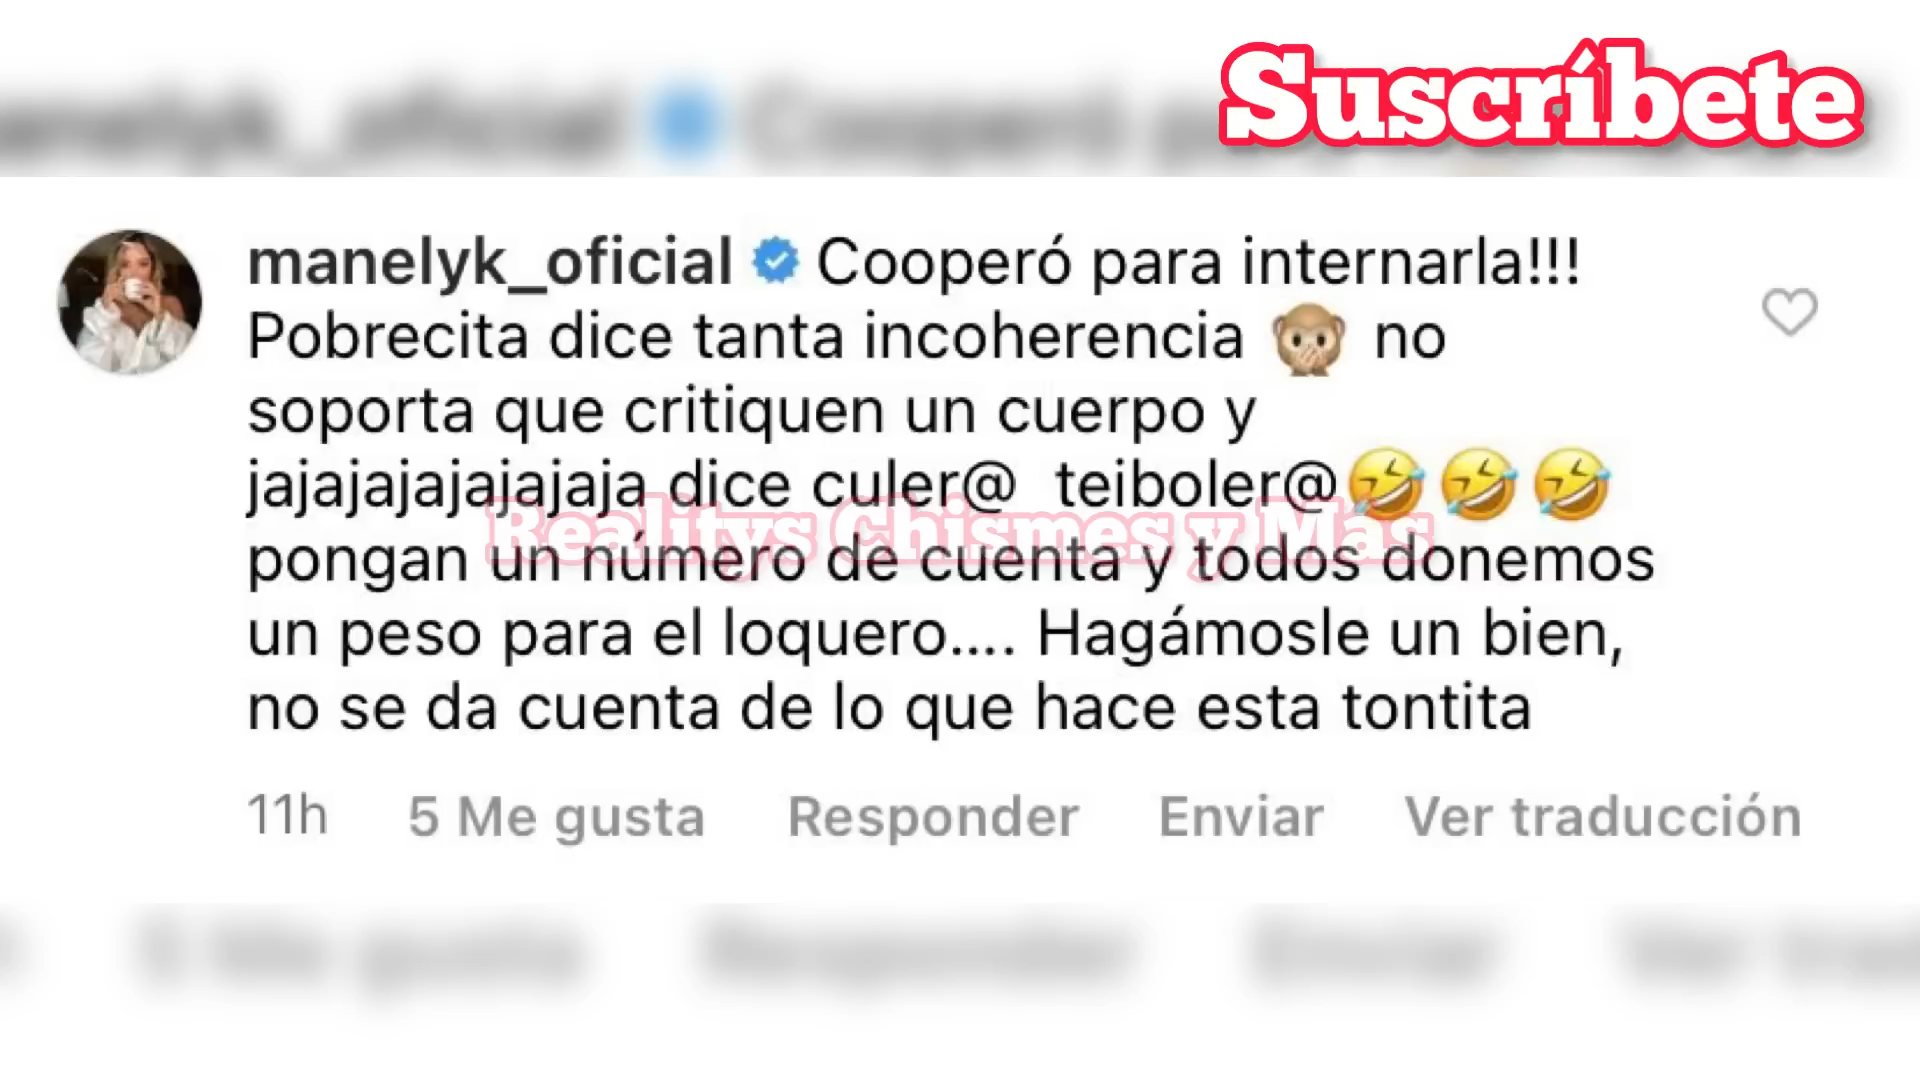 Suscríbete
manelyk_oficial Cooperó para internarla!!!
Pobrecita dice tanta incoherencia 🙊 no
soporta que critiquen un cuerpo y
jajajajajajajaja dice culer@ teiboler@🤣🤣🤣
Realitys Chismes y Más
pongan un número de cuenta y todos donemos
un peso para el loquero.... Hagámosle un bien,
no se da cuenta de lo que hace esta tontita
11h 5 Me gusta Responder Enviar Ver traducción